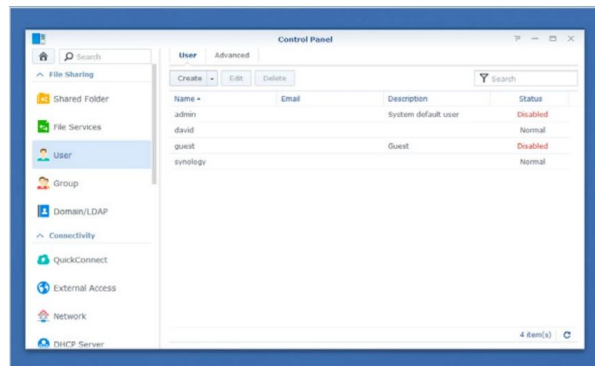 Control Panel
Search
User Advanced
File Sharing
Create Edit Delete Search
Shared Folder
Name Email Description Status
admin System default user Disabled
File Services
david Normal
User
guest Guest Disabled
synology Normal
Group
Domain/LDAP
Connectivity
QuickConnect
External Access
Network
4 item(s)
DHCP Server